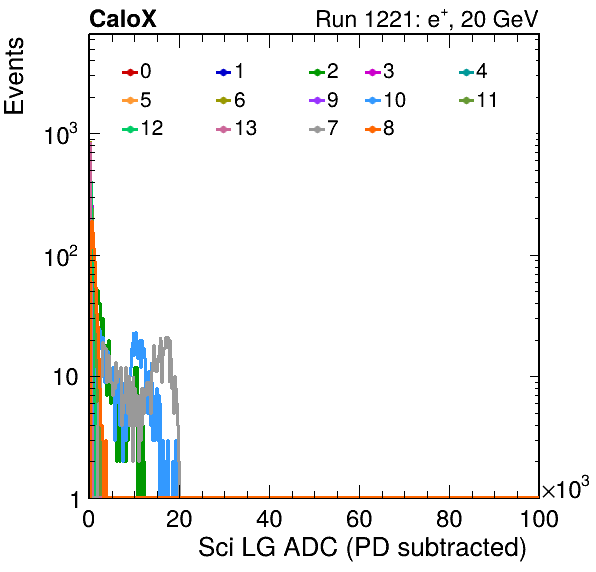 CaloX Run 1221: e⁺, 20 GeV
Events
0 1 2 3 4
5 6 9 10 11
12 13 7 8
10³
10²
10
1
0 20 40 60 80 100
×10³
Sci LG ADC (PD subtracted)